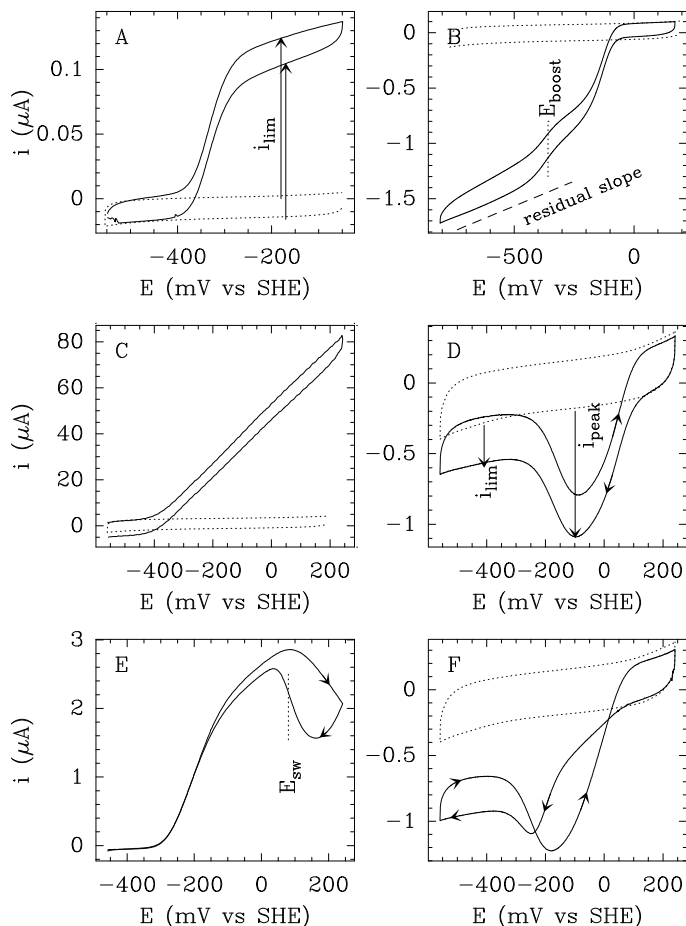 A
i (μA)
0.1
0.05
0
i_lim
−400 −200
E (mV vs SHE)
B
0
−0.5
−1
−1.5
E_boost
residual slope
−500 0
E (mV vs SHE)
C
i (μA)
80
60
40
20
0
−400 −200 0 200
E (mV vs SHE)
D
0
−0.5
−1
i_lim
i_peak
−400 −200 0 200
E (mV vs SHE)
E
i (μA)
3
2
1
0
E_sw
−400 −200 0 200
E (mV vs SHE)
F
0
−0.5
−1
−400 −200 0 200
E (mV vs SHE)